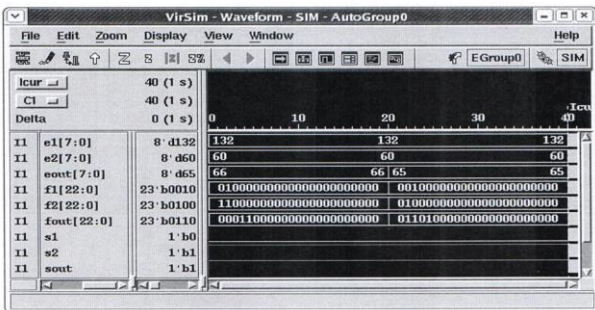 VirSim - Waveform - SIM - AutoGroup0
File Edit Zoom Display View Window Help
EGroup0 SIM
Icur 40 (1 s)
C1 40 (1 s)
Delta 0 (1 s)
Icu
0 10 20 30 40
I1 e1[7:0] 8'd132 132 132 132
I1 e2[7:0] 8'd60 60 60 60
I1 eout[7:0] 8'd65 66 66 65
I1 f1[22:0] 23'b0010 01000000000000000000000 00100000000000000000000
I1 f2[22:0] 23'b0100 11000000000000000000000 01000000000000000000000
I1 fout[22:0] 23'b0110 00011000000000000000000 01101000000000000000000
I1 s1 1'b0
I1 s2 1'b1
I1 sout 1'b1